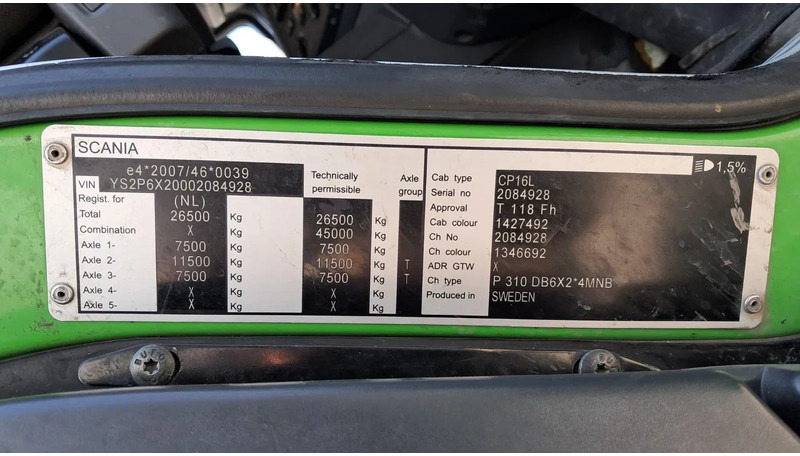 SCANIA
e4*2007/46*0039
VIN YS2P6X20002084928
Technically permissible
Axle group
Regist. for (NL)
Total 26500 Kg 26500 Kg
Combination X Kg 45000 Kg
Axle 1- 7500 Kg 7500 Kg
Axle 2- 11500 Kg 11500 Kg T
Axle 3- 7500 Kg 7500 Kg T
Axle 4- X Kg X Kg
Axle 5- X Kg X Kg
1,5%
Cab type CP16L
Serial no 2084928
Approval T 118 Fh
Cab colour 1427492
Ch No 2084928
Ch colour 1346692
ADR GTW X
Ch type P 310 DB6X2*4MNB
Produced in SWEDEN